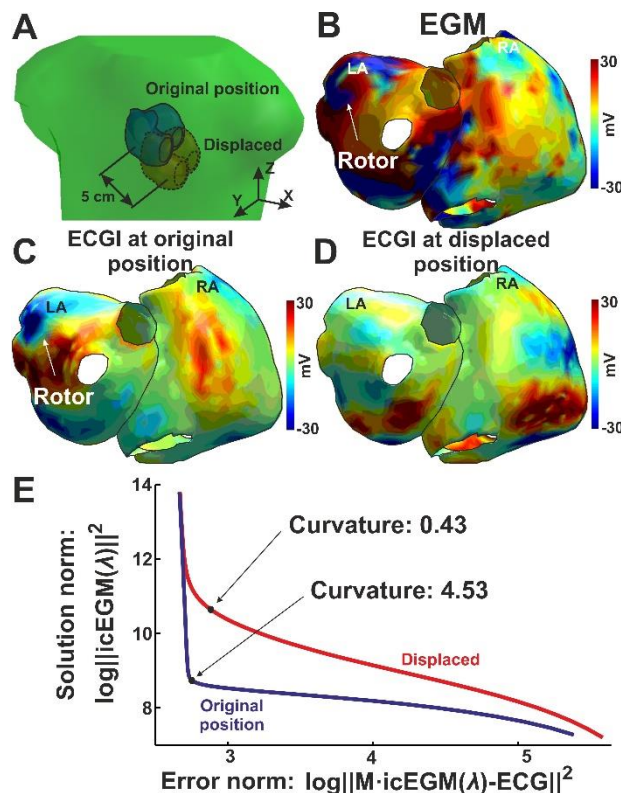 A
Original position
Displaced
5 cm
Z
Y
X
B
EGM
LA
RA
Rotor
30
mV
-30
C
ECGI at original
position
LA
RA
Rotor
30
mV
-30
D
ECGI at displaced
position
LA
RA
30
mV
-30
E
Solution norm:
log||icEGM(λ)||²
14
12
10
8
Curvature: 0.43
Curvature: 4.53
Displaced
Original
position
3
4
5
Error norm: log||M·icEGM(λ)-ECG||²